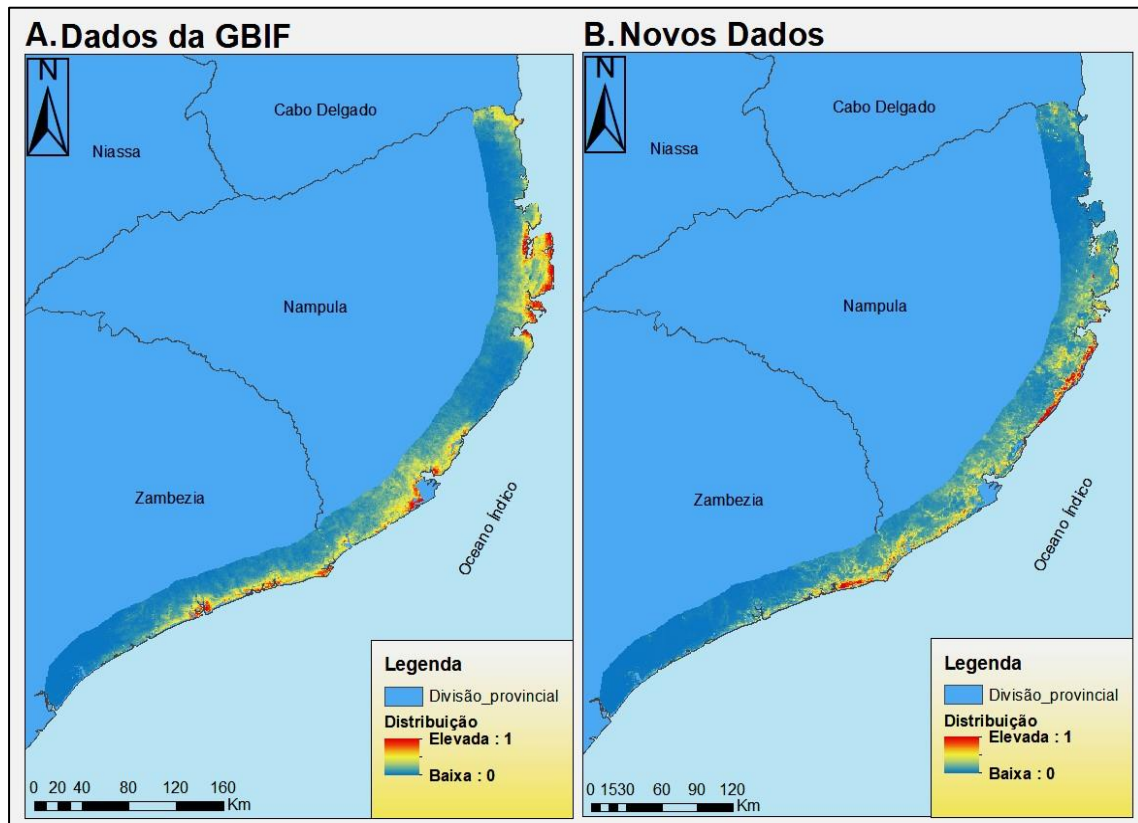 A. Dados da GBIF
N
Cabo Delgado
Niassa
Nampula
Zambezia
Oceano Índico
Legenda
Divisão_provincial
Distribuição
Elevada : 1
Baixa : 0
0 20 40 80 120 160
Km
B. Novos Dados
N
Cabo Delgado
Niassa
Nampula
Zambezia
Oceano Índico
Legenda
Divisão_provincial
Distribuição
Elevada : 1
Baixa : 0
0 1530 60 90 120
Km